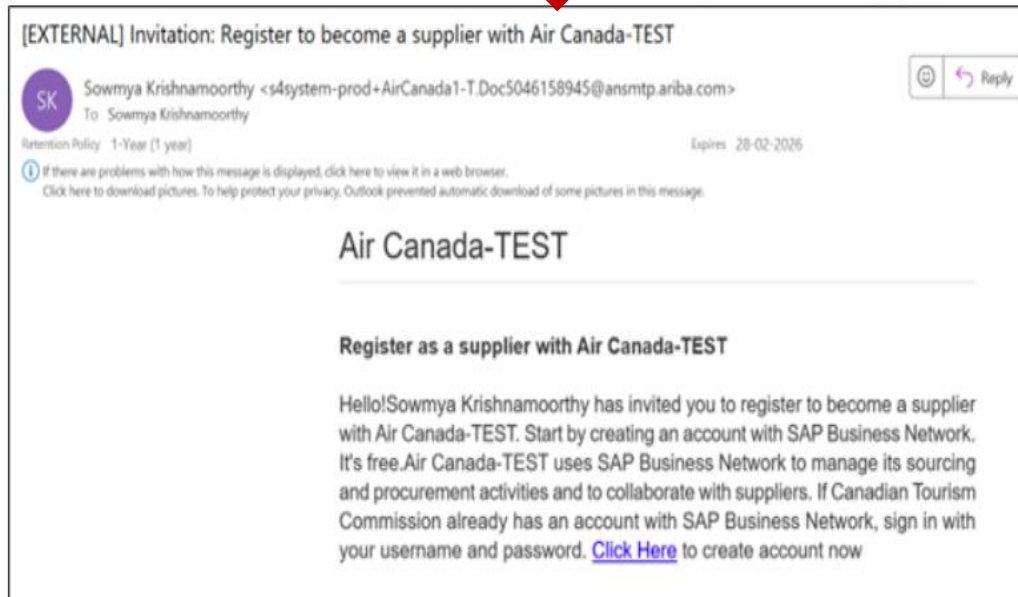 [EXTERNAL] Invitation: Register to become a supplier with Air Canada-TEST
SK
Sowmya Krishnamoorthy <s4system-prod+AirCanada1-T.Doc5046158945@ansmtp.ariba.com>
Reply
To Sowmya Krishnamoorthy
Retention Policy 1-Year (1 year)
Expires 28-02-2026
If there are problems with how this message is displayed, click here to view it in a web browser.
Click here to download pictures. To help protect your privacy, Outlook prevented automatic download of some pictures in this message.
Air Canada-TEST
Register as a supplier with Air Canada-TEST
Hello!Sowmya Krishnamoorthy has invited you to register to become a supplier
with Air Canada-TEST. Start by creating an account with SAP Business Network.
It's free.Air Canada-TEST uses SAP Business Network to manage its sourcing
and procurement activities and to collaborate with suppliers. If Canadian Tourism
Commission already has an account with SAP Business Network, sign in with
your username and password. Click Here to create account now